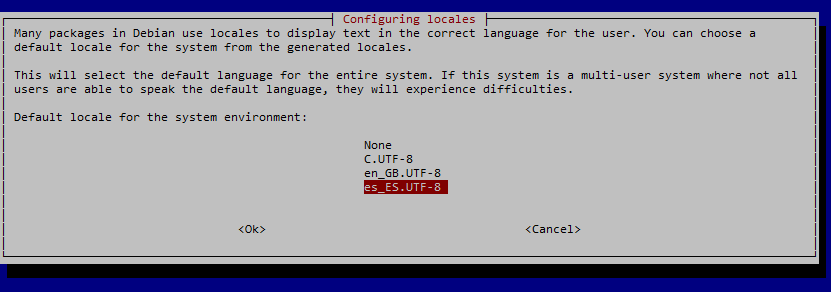 Configuring locales
Many packages in Debian use locales to display text in the correct language for the user. You can choose a
default locale for the system from the generated locales.
This will select the default language for the entire system. If this system is a multi-user system where not all
users are able to speak the default language, they will experience difficulties.
Default locale for the system environment:
None
C.UTF-8
en_GB.UTF-8
es_ES.UTF-8
<Ok> <Cancel>